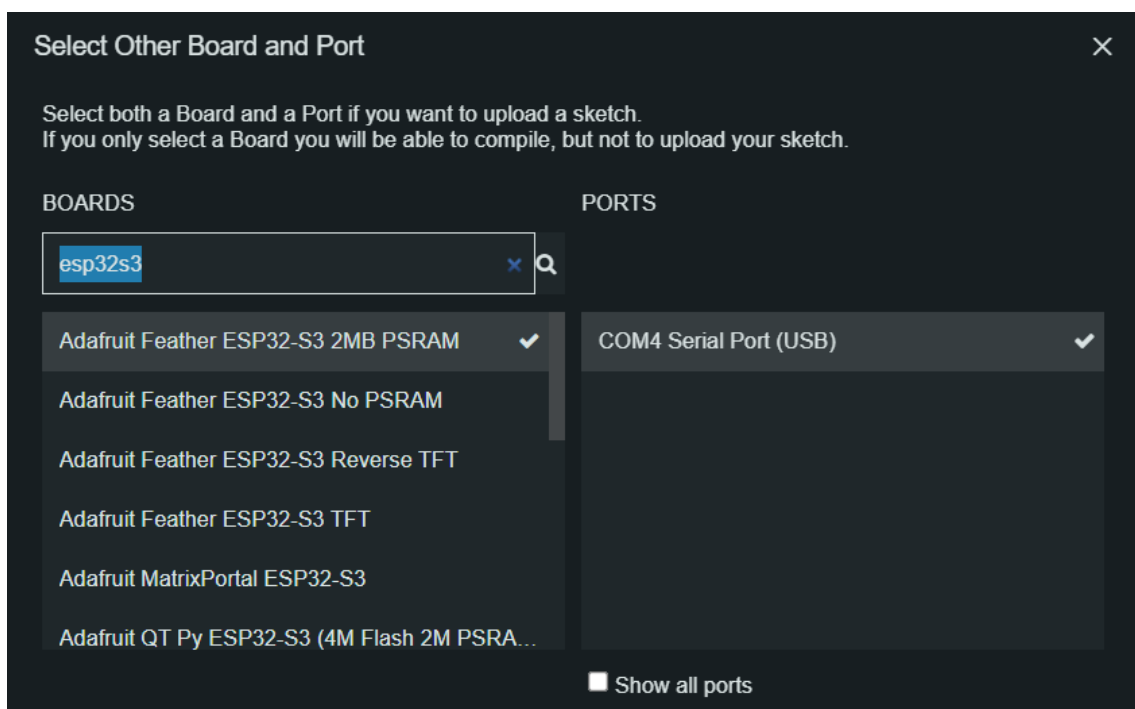 Select Other Board and Port
Select both a Board and a Port if you want to upload a sketch.
If you only select a Board you will be able to compile, but not to upload your sketch.
BOARDS
esp32s3
Adafruit Feather ESP32-S3 2MB PSRAM
Adafruit Feather ESP32-S3 No PSRAM
Adafruit Feather ESP32-S3 Reverse TFT
Adafruit Feather ESP32-S3 TFT
Adafruit MatrixPortal ESP32-S3
Adafruit QT Py ESP32-S3 (4M Flash 2M PSRA...
PORTS
COM4 Serial Port (USB)
Show all ports